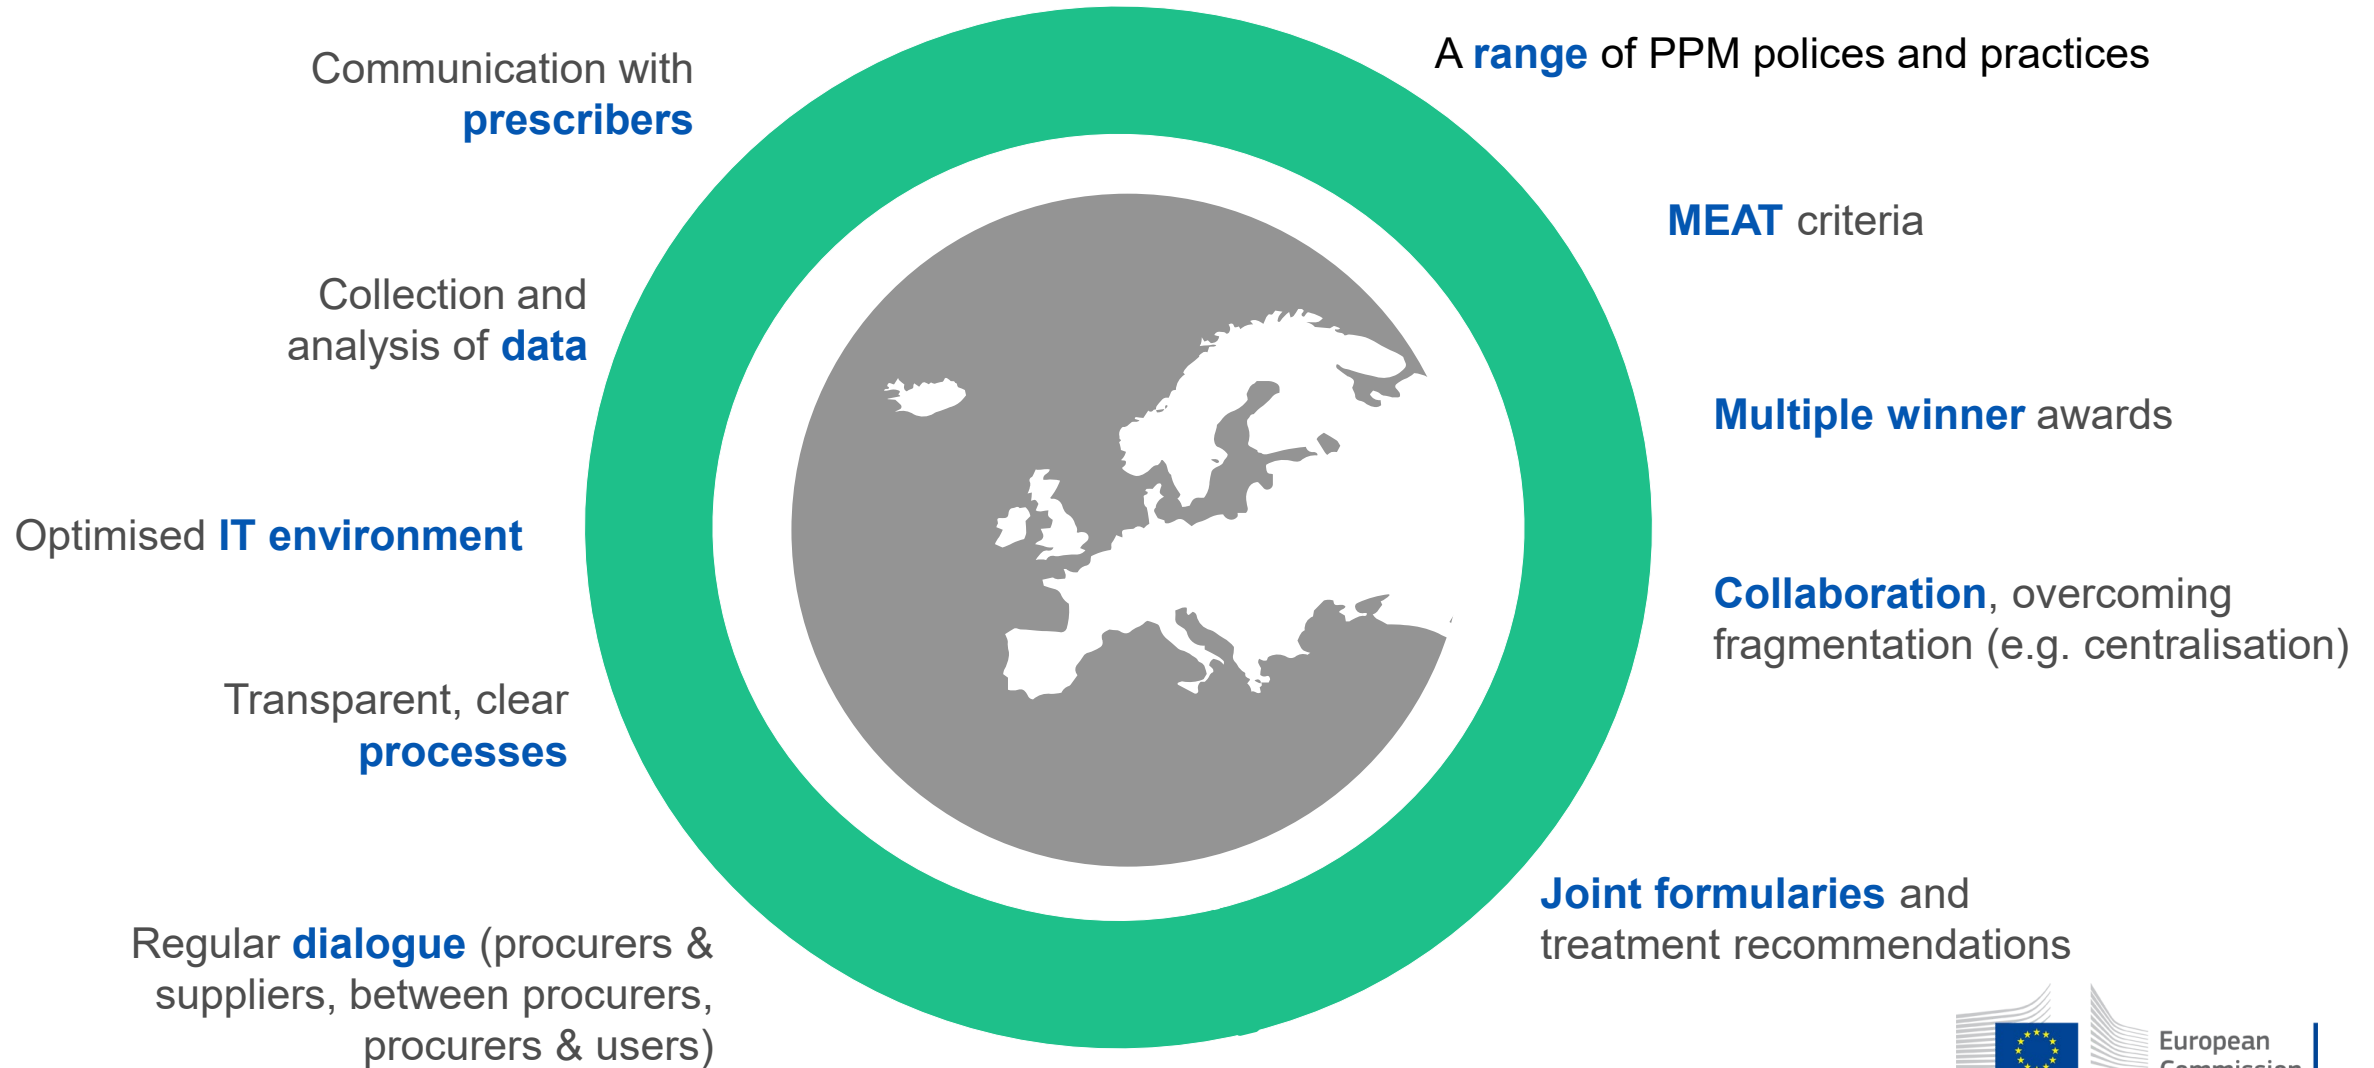 Communication with
prescribers
Collection and
analysis of data
Optimised IT environment
Transparent, clear
processes
Regular dialogue (procurers &
suppliers, between procurers,
procurers & users)
A range of PPM polices and practices
MEAT criteria
Multiple winner awards
Collaboration, overcoming
fragmentation (e.g. centralisation)
Joint formularies and
treatment recommendations
European
Commission